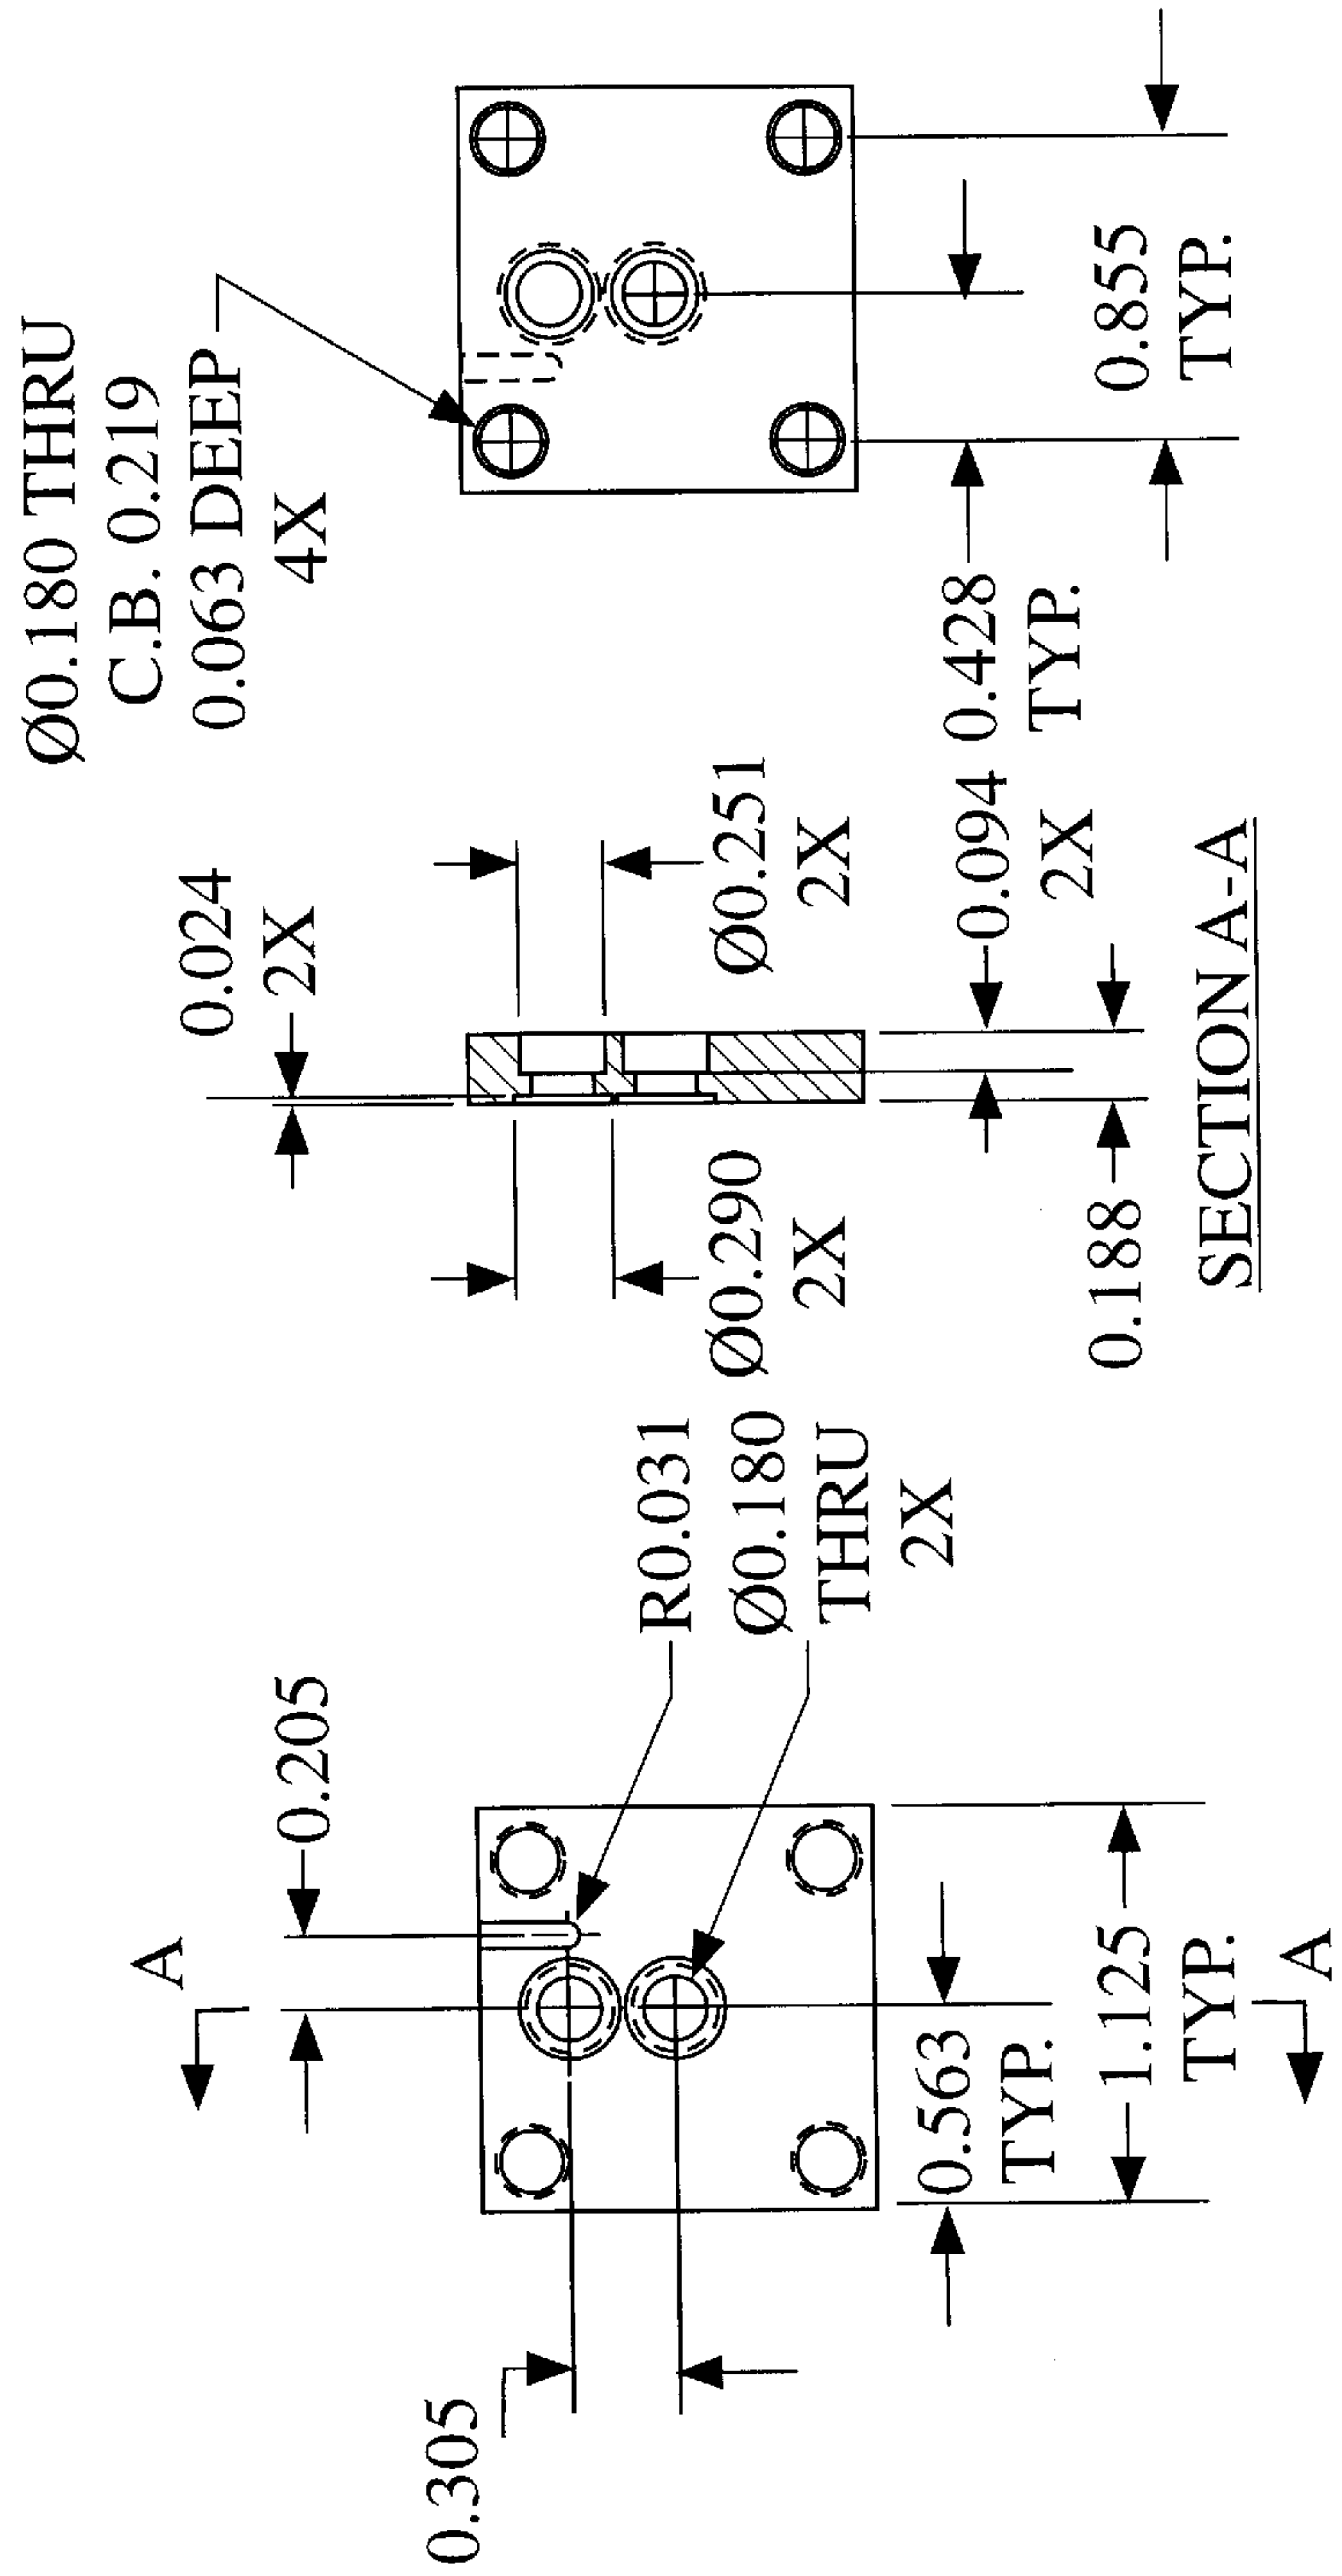 Ø0.180 THRU
C.B. 0.219
0.063 DEEP
4X
0.024
2X
0.205
A
0.305
R0.031
Ø0.180
THRU
2X
Ø0.290
2X
Ø0.251
2X
0.563
TYP.
1.125
TYP.
A
0.188
0.094
2X
0.428
TYP.
0.855
TYP.
SECTION A-A